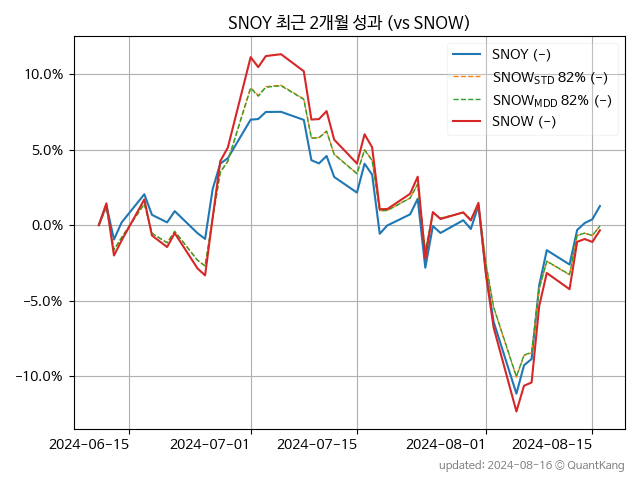 SNOY 최근 2개월 성과 (vs SNOW)
SNOY (-)
SNOW_STD 82% (-)
SNOW_MDD 82% (-)
SNOW (-)
10.0%
5.0%
0.0%
−5.0%
−10.0%
2024-06-15 2024-07-01 2024-07-15 2024-08-01 2024-08-15
updated: 2024-08-16 © QuantKang